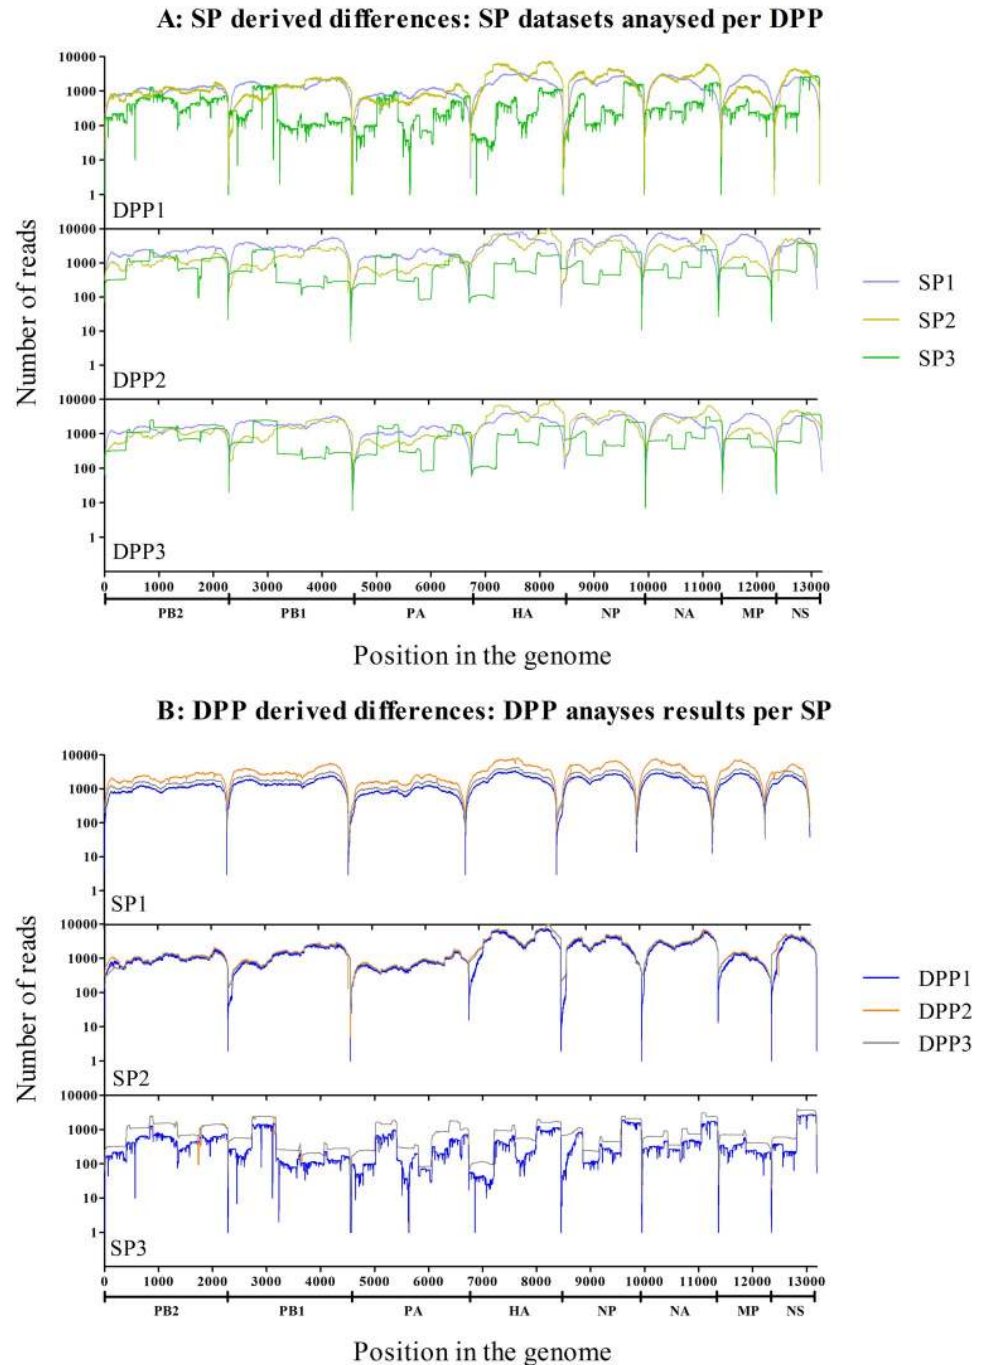 A: SP derived differences: SP datasets anaysed per DPP
10000
1000
100
10
1
DPP1
10000
1000
100
10
1
DPP2
10000
1000
100
10
1
DPP3
Number of reads
SP1
SP2
SP3
0 1000 2000 3000 4000 5000 6000 7000 8000 9000 10000 11000 12000 13000
PB2 PB1 PA HA NP NA MP NS
Position in the genome
B: DPP derived differences: DPP anayses results per SP
10000
1000
100
10
1
SP1
10000
1000
100
10
1
SP2
10000
1000
100
10
1
SP3
Number of reads
DPP1
DPP2
DPP3
0 1000 2000 3000 4000 5000 6000 7000 8000 9000 10000 11000 12000 13000
PB2 PB1 PA HA NP NA MP NS
Position in the genome